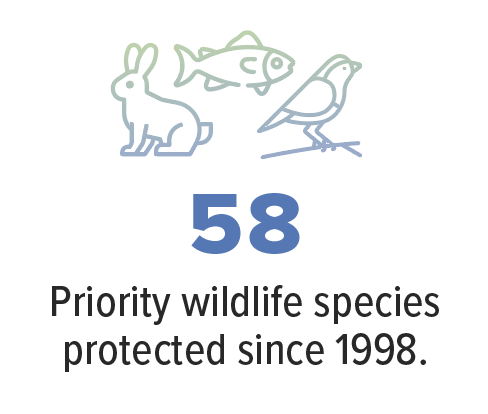 58
Priority wildlife species
protected since 1998.